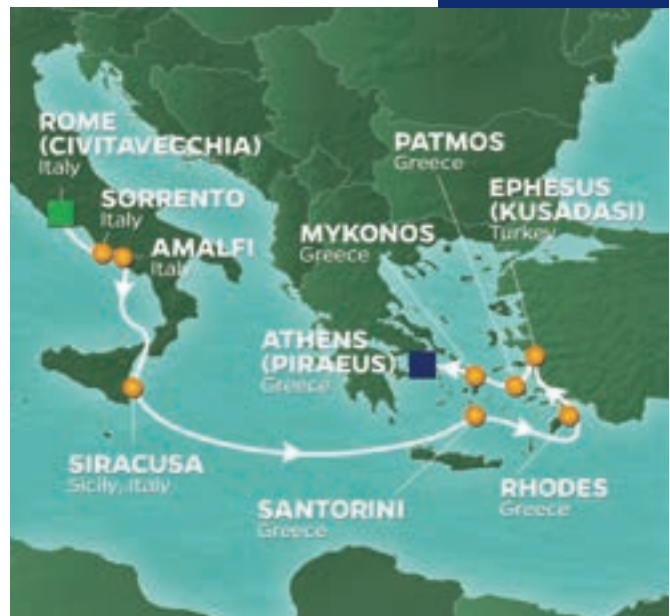 ROME
(CIVITAVECCHIA)
Italy
SORRENTO
Italy
AMALFI
Italy
PATMOS
Greece
EPHESUS
(KUSADASI)
Turkey
MYKONOS
Greece
ATHENS
(PIRAEUS)
Greece
SIRACUSA
Sicily, Italy
SANTORINI
Greece
RHODES
Greece